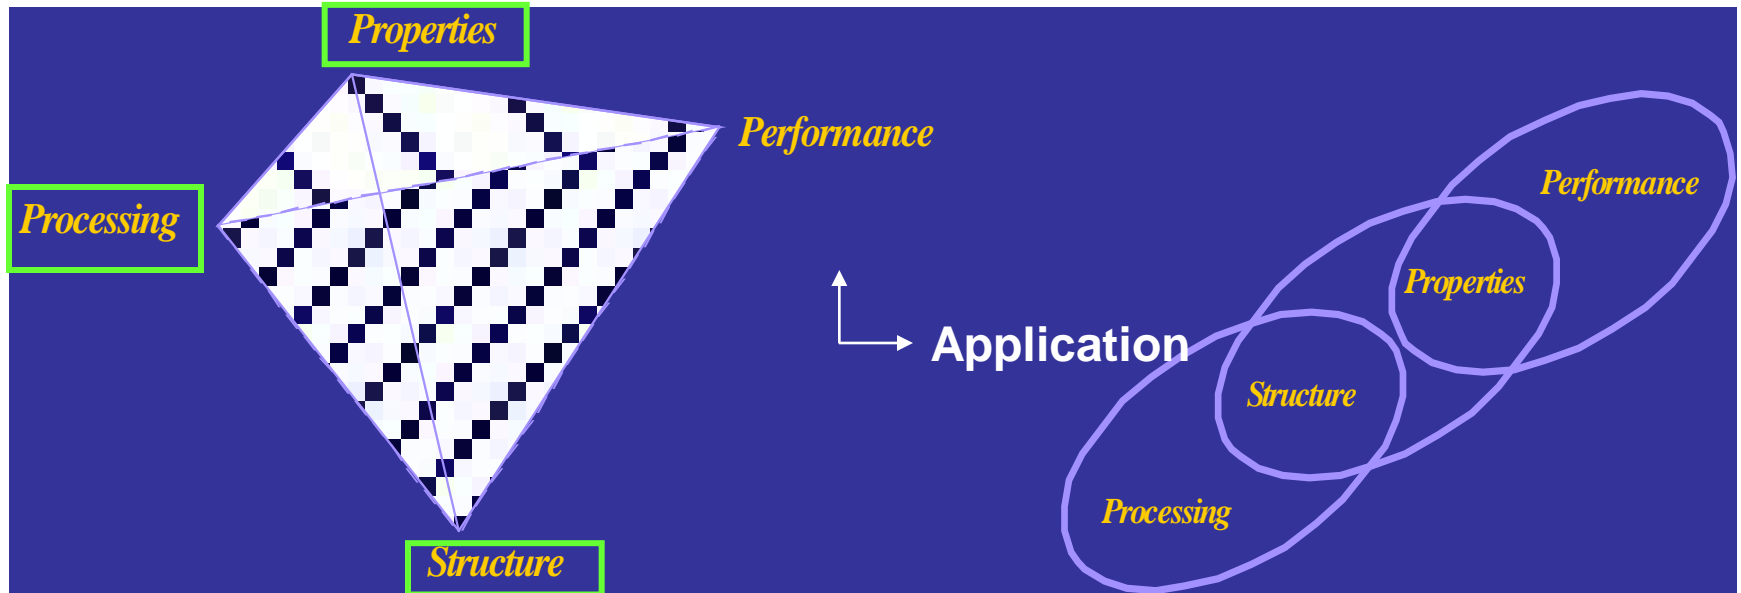 Properties
Performance
Processing
Structure
Application
Performance
Properties
Structure
Processing